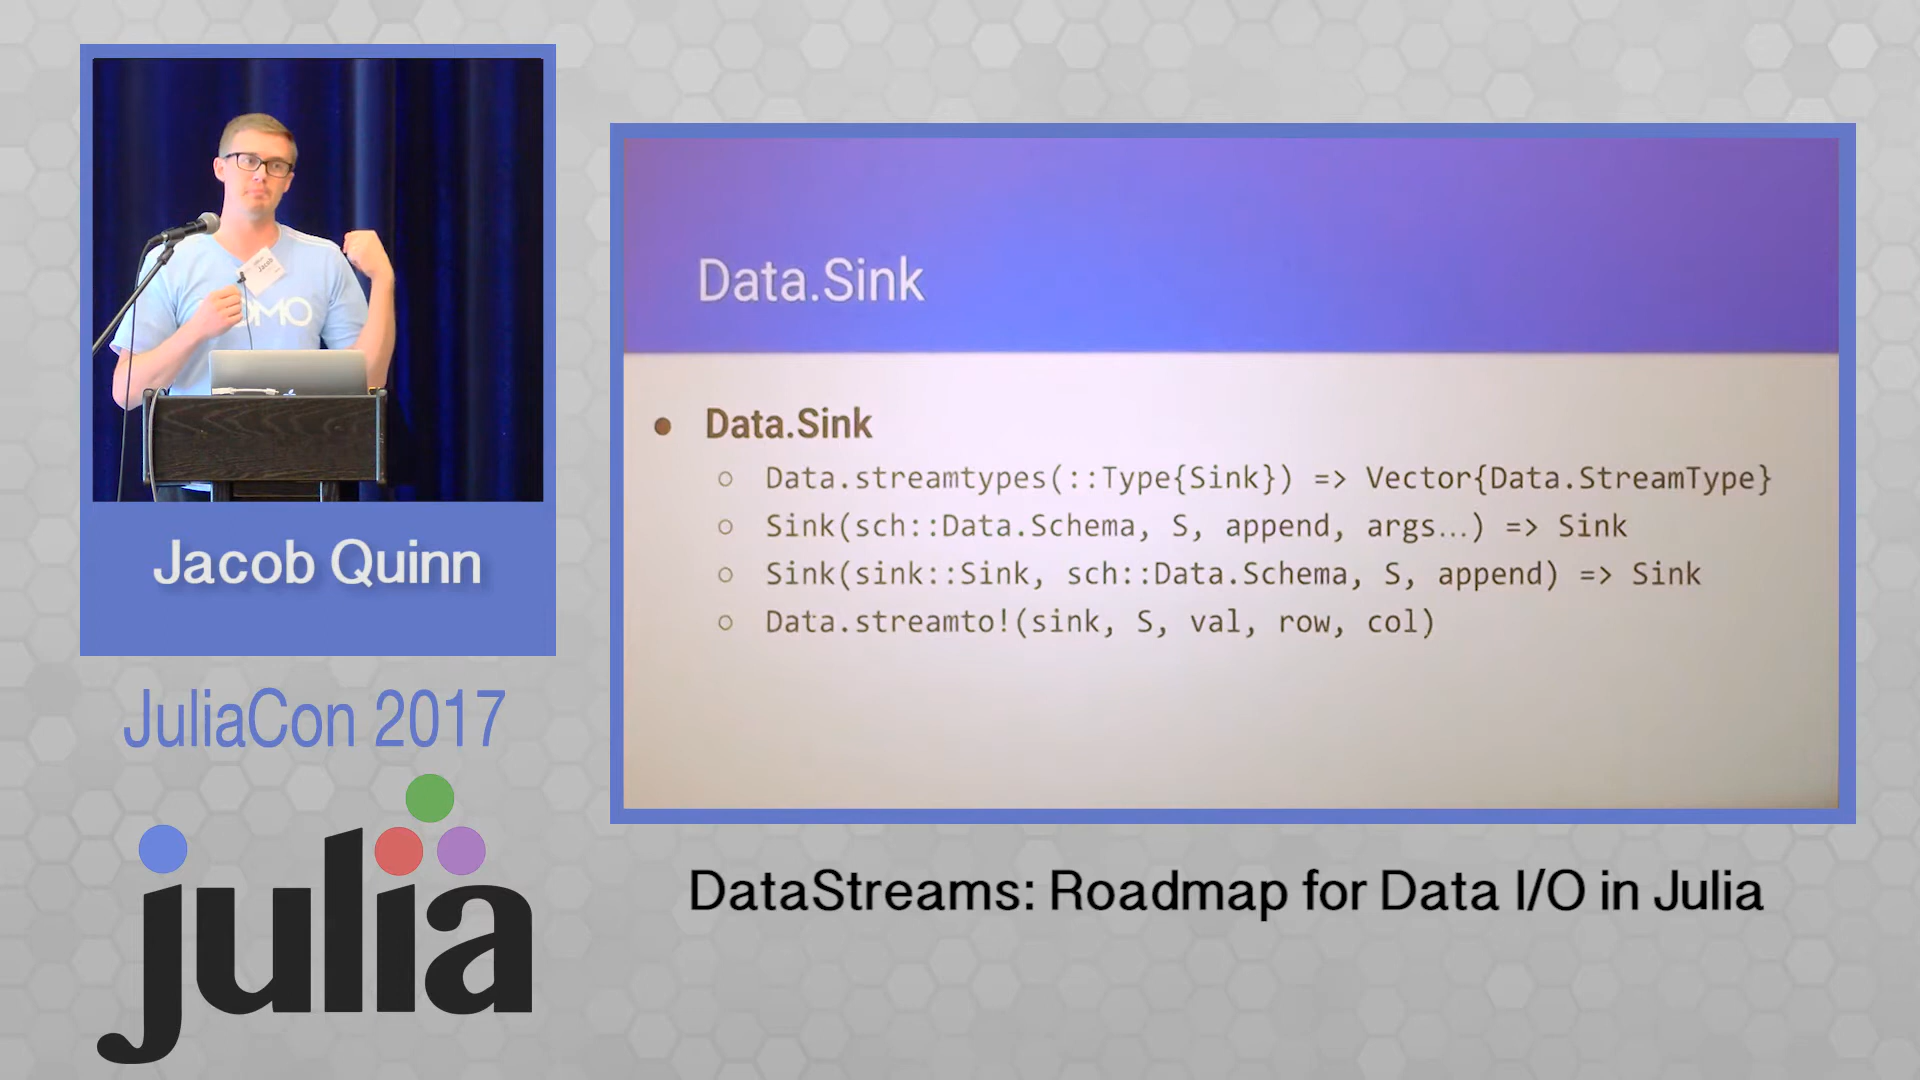 Jacob
OMO
Jacob Quinn
JuliaCon 2017
julia
Data.Sink
● Data.Sink
○ Data.streamtypes(::Type{Sink}) => Vector{Data.StreamType}
○ Sink(sch::Data.Schema, S, append, args…) => Sink
○ Sink(sink::Sink, sch::Data.Schema, S, append) => Sink
○ Data.streamto!(sink, S, val, row, col)
DataStreams: Roadmap for Data I/O in Julia